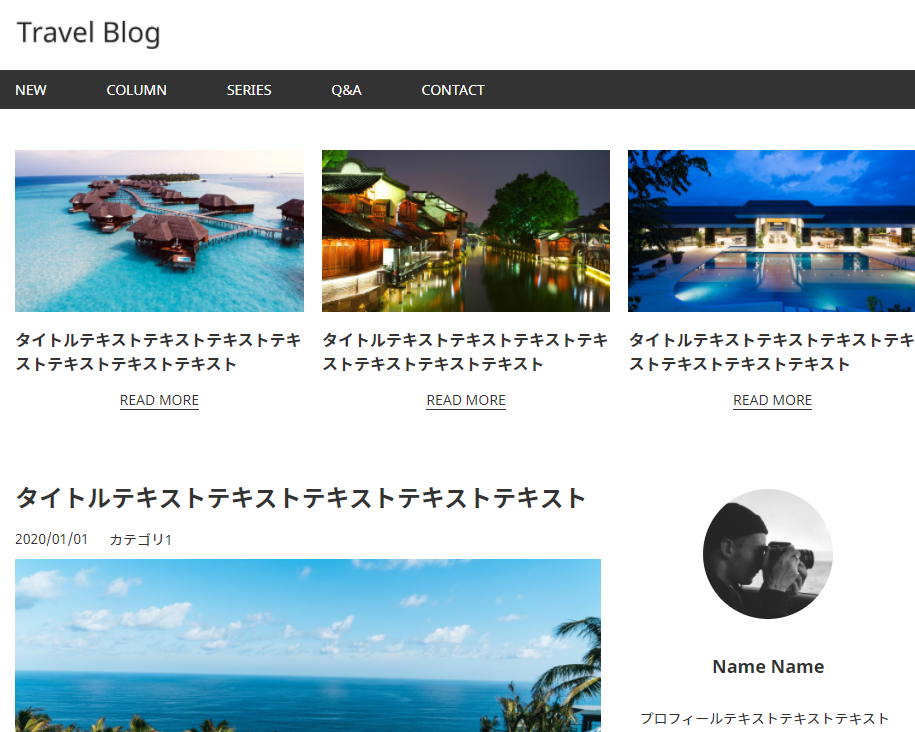 Travel Blog
NEW COLUMN SERIES Q&A CONTACT
タイトルテキストテキストテキストテキ
ストテキストテキストテキスト
READ MORE
タイトルテキストテキストテキストテキ
ストテキストテキストテキスト
READ MORE
タイトルテキストテキストテキストテキ
ストテキストテキストテキスト
READ MORE
タイトルテキストテキストテキストテキストテキスト
2020/01/01 カテゴリ1
Name Name
プロフィールテキストテキストテキスト